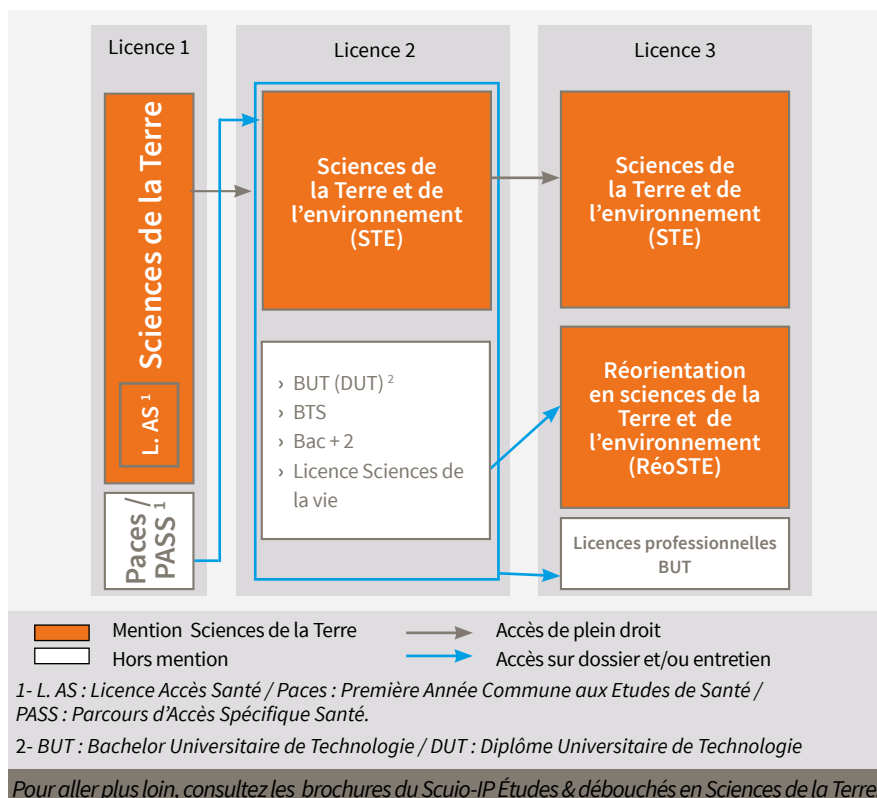 Licence 1
Licence 2
Licence 3
Sciences de la Terre
L. AS ¹
Paces /
PASS ¹
Sciences de
la Terre et de
l'environnement
(STE)
› BUT (DUT) ²
› BTS
› Bac + 2
› Licence Sciences de
la vie
Sciences de
la Terre et de
l'environnement
(STE)
Réorientation
en sciences de la
Terre et de
l'environnement
(RéoSTE)
Licences professionnelles
BUT
Mention Sciences de la Terre
Accès de plein droit
Hors mention
Accès sur dossier et/ou entretien
1- L. AS : Licence Accès Santé / Paces : Première Année Commune aux Etudes de Santé /
PASS : Parcours d'Accès Spécifique Santé.
2- BUT : Bachelor Universitaire de Technologie / DUT : Diplôme Universitaire de Technologie
Pour aller plus loin, consultez les brochures du Scuio-IP Études & débouchés en Sciences de la Terre